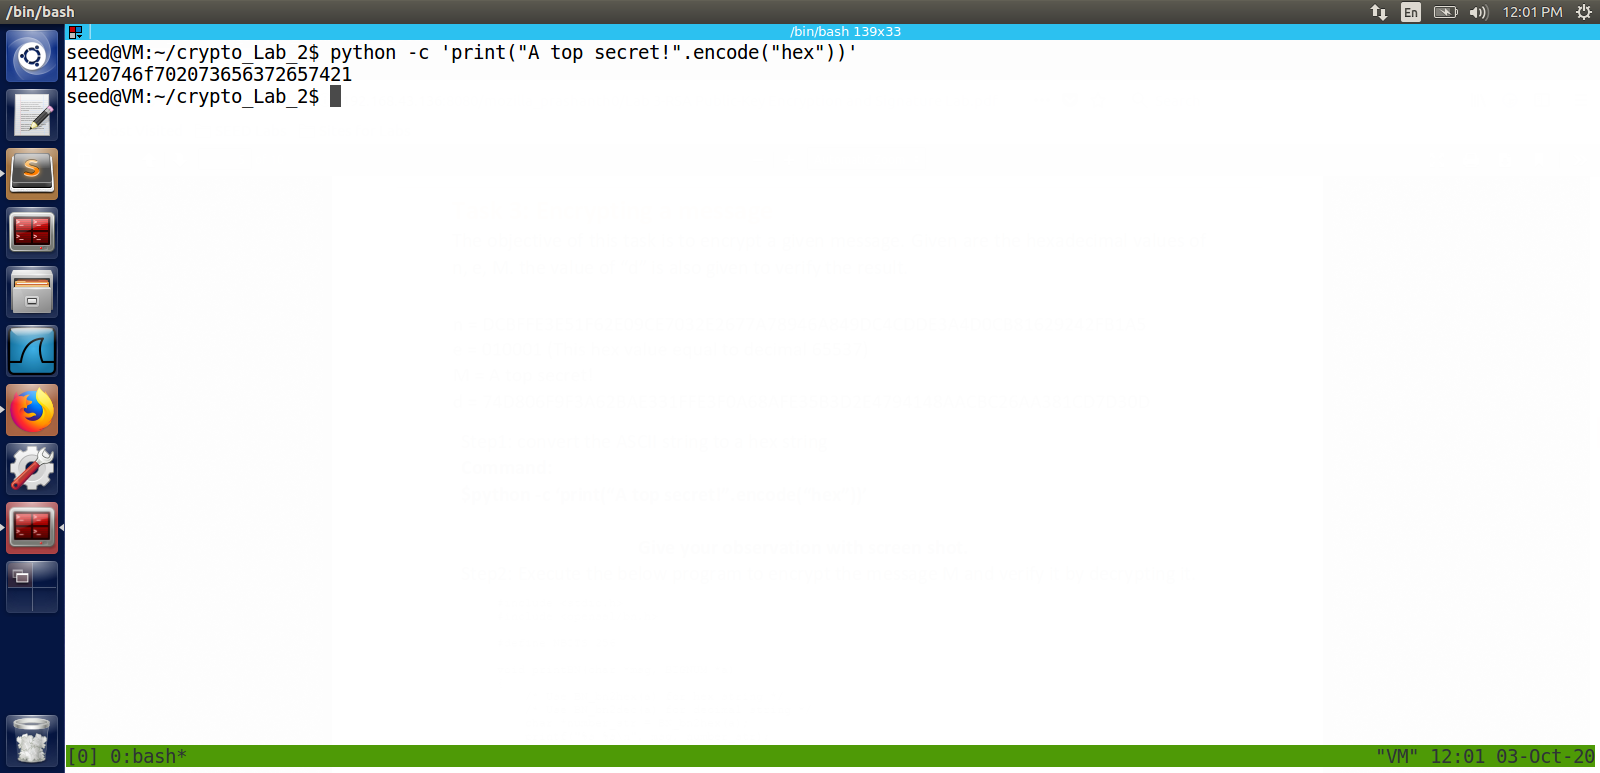 /bin/bash
En
12:01 PM
/bin/bash 139x33
seed@VM:~/crypto_Lab_2$ python -c 'print("A top secret!".encode("hex"))'
4120746f702073656372657421
seed@VM:~/crypto_Lab_2$
[0] 0:bash*
"VM" 12:01 03-Oct-20